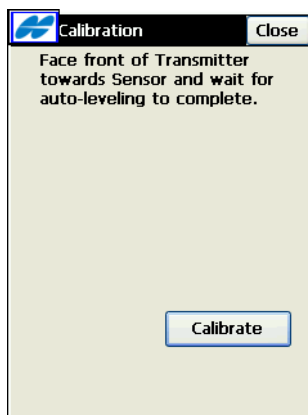 Calibration
Close
Face front of Transmitter
towards Sensor and wait for
auto-leveling to complete.
Calibrate